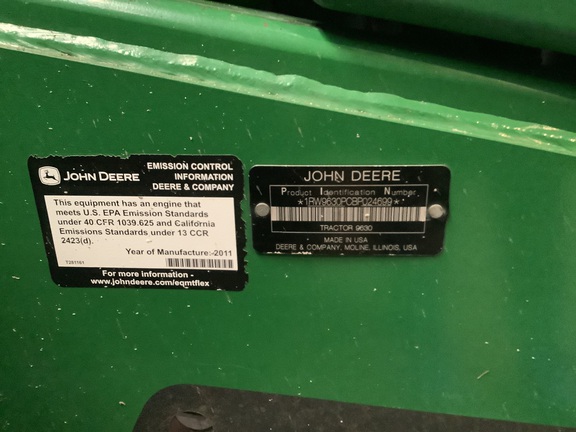 JOHN DEERE
EMISSION CONTROL
INFORMATION
DEERE & COMPANY
This equipment has an engine that
meets U.S. EPA Emission Standards
under 40 CFR 1039.625 and California
Emissions Standards under 13 CCR
2423(d).
Year of Manufacture: 2011
T251101
For more information -
www.johndeere.com/eqmtflex
JOHN DEERE
Product Identification Number
*1RW9630PCBP024699*
TRACTOR 9630
MADE IN USA
DEERE & COMPANY, MOLINE, ILLINOIS, USA